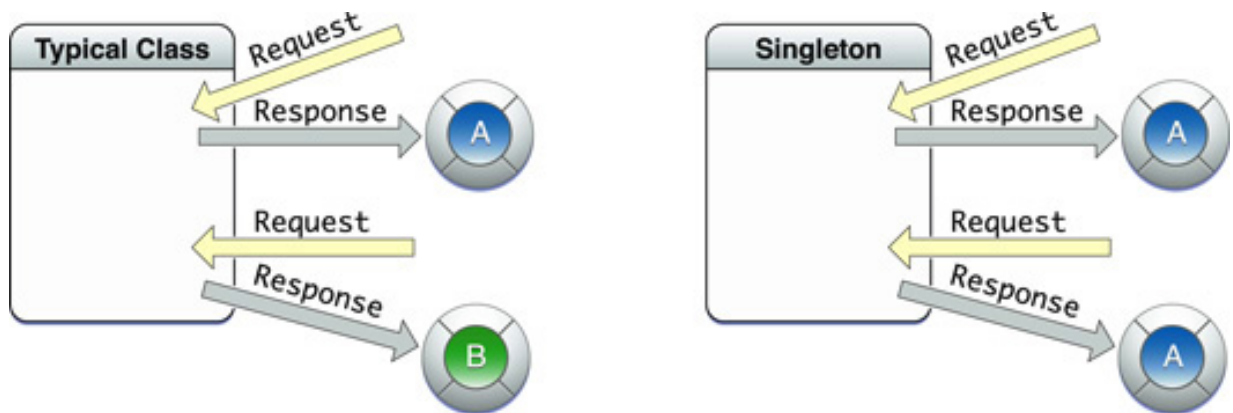 Typical Class
Request
Response
A
Request
Response
B
Singleton
Request
Response
A
Request
Response
A